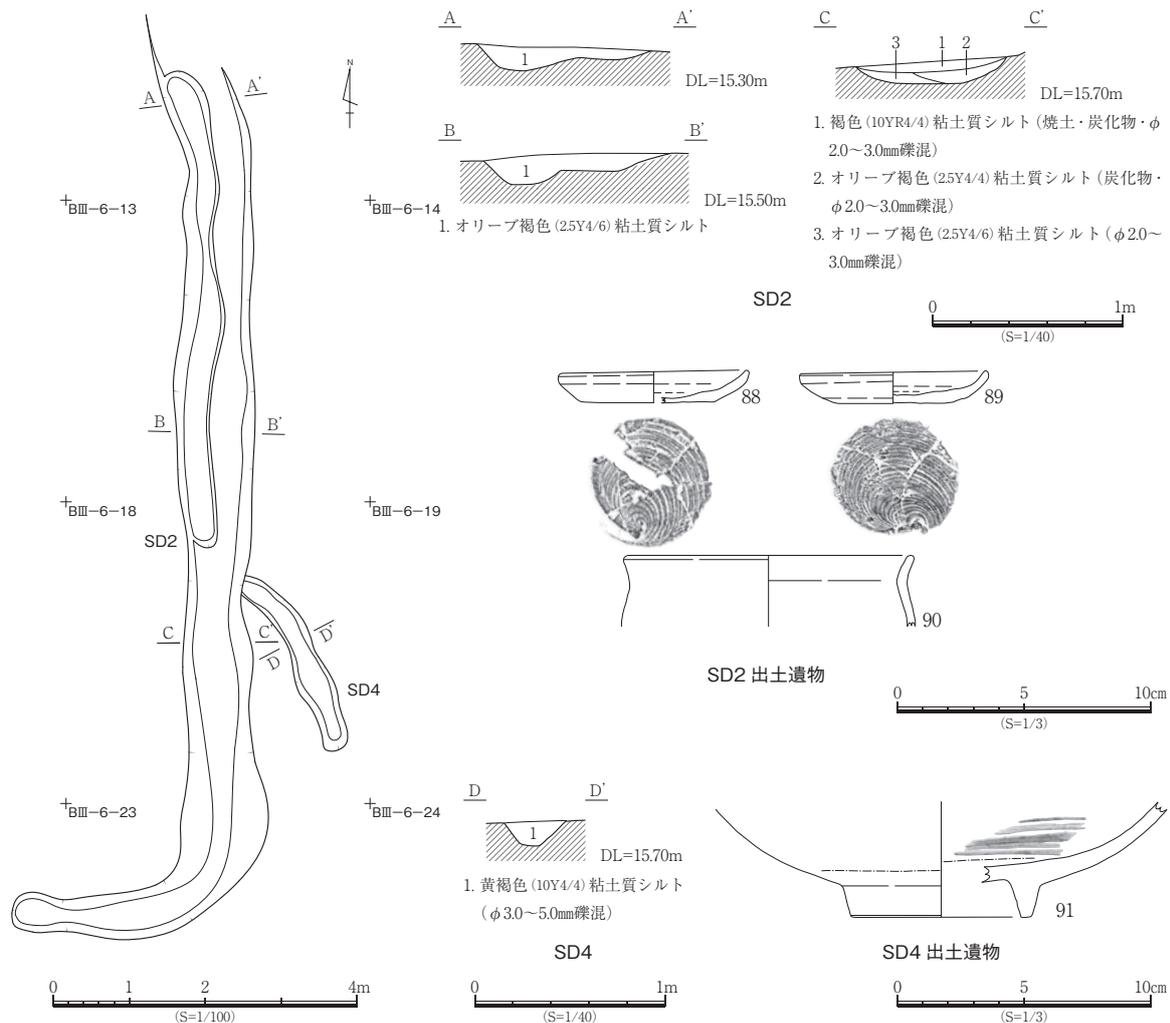 N
A
A'
BⅢ-6-13
BⅢ-6-14
B
B'
BⅢ-6-18
BⅢ-6-19
SD2
C
C'
D
D'
SD4
BⅢ-6-23
BⅢ-6-24
0 1 2 4m
(S=1/100)
A A'
1
DL=15.30m
B B'
1
DL=15.50m
1. オリーブ褐色(2.5Y4/6)粘土質シルト
C C'
3 1 2
DL=15.70m
1. 褐色(10YR4/4)粘土質シルト(焼土・炭化物・φ
2.0～3.0㎜礫混)
2. オリーブ褐色(2.5Y4/4)粘土質シルト(炭化物・
φ2.0～3.0㎜礫混)
3. オリーブ褐色(2.5Y4/6)粘土質シルト(φ2.0～
3.0㎜礫混)
SD2
0 1m
(S=1/40)
88
89
90
SD2 出土遺物
0 5 10㎝
(S=1/3)
D D'
1
DL=15.70m
1. 黄褐色(10Y4/4)粘土質シルト
(φ3.0～5.0㎜礫混)
SD4
0 1m
(S=1/40)
91
SD4 出土遺物
0 5 10㎝
(S=1/3)